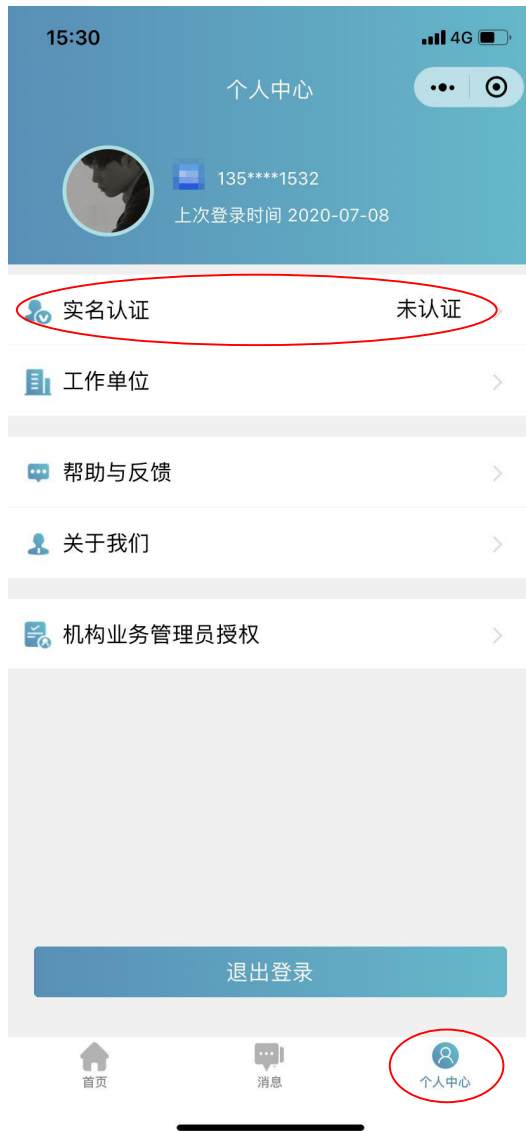 15:30
4G
个人中心
135****1532
上次登录时间 2020-07-08
实名认证 未认证
工作单位
帮助与反馈
关于我们
机构业务管理员授权
退出登录
首页 消息 个人中心